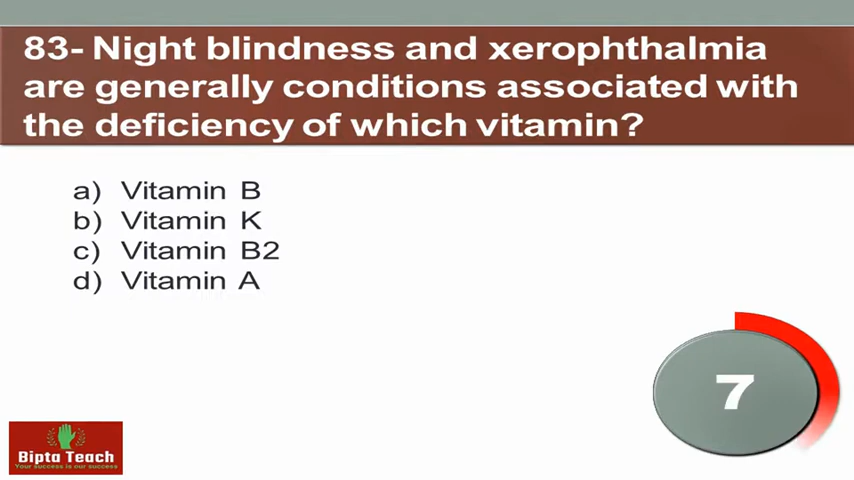 83- Night blindness and xerophthalmia
are generally conditions associated with
the deficiency of which vitamin?
a) Vitamin B
b) Vitamin K
c) Vitamin B2
d) Vitamin A
7
Bipta Teach
Your success is our success